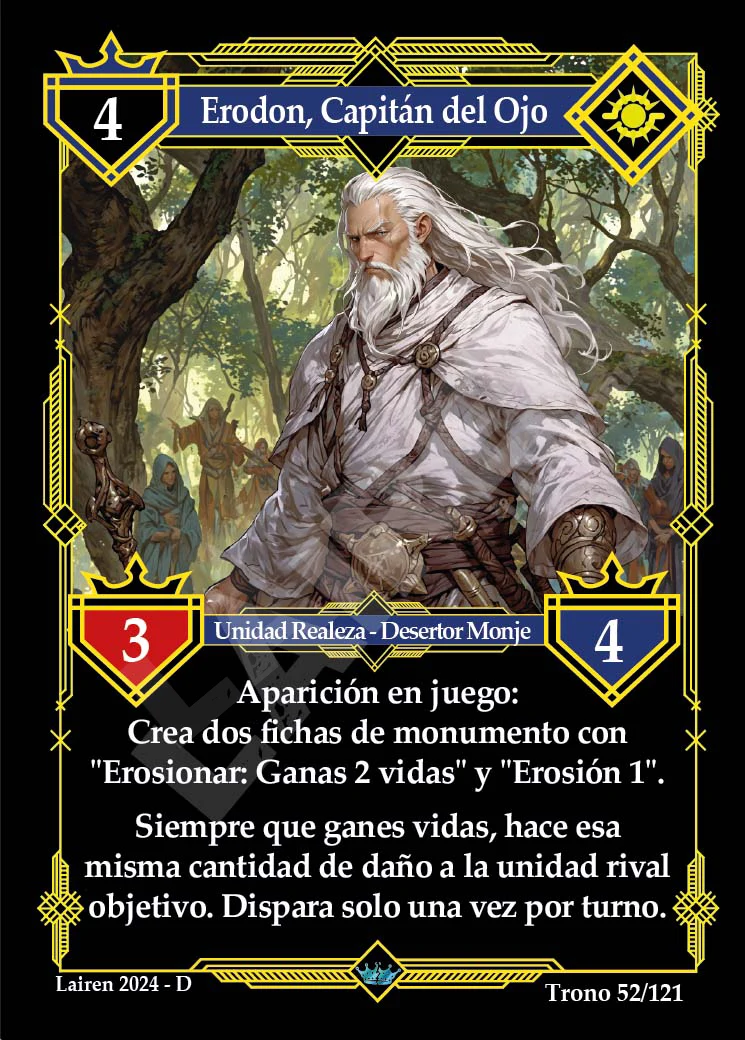 4
Erodon, Capitán del Ojo
3
Unidad Realeza - Desertor Monje
4
Aparición en juego:
Crea dos fichas de monumento con
"Erosionar: Ganas 2 vidas" y "Erosión 1".
Siempre que ganes vidas, hace esa
misma cantidad de daño a la unidad rival
objetivo. Dispara solo una vez por turno.
Lairen 2024 - D
Trono 52/121